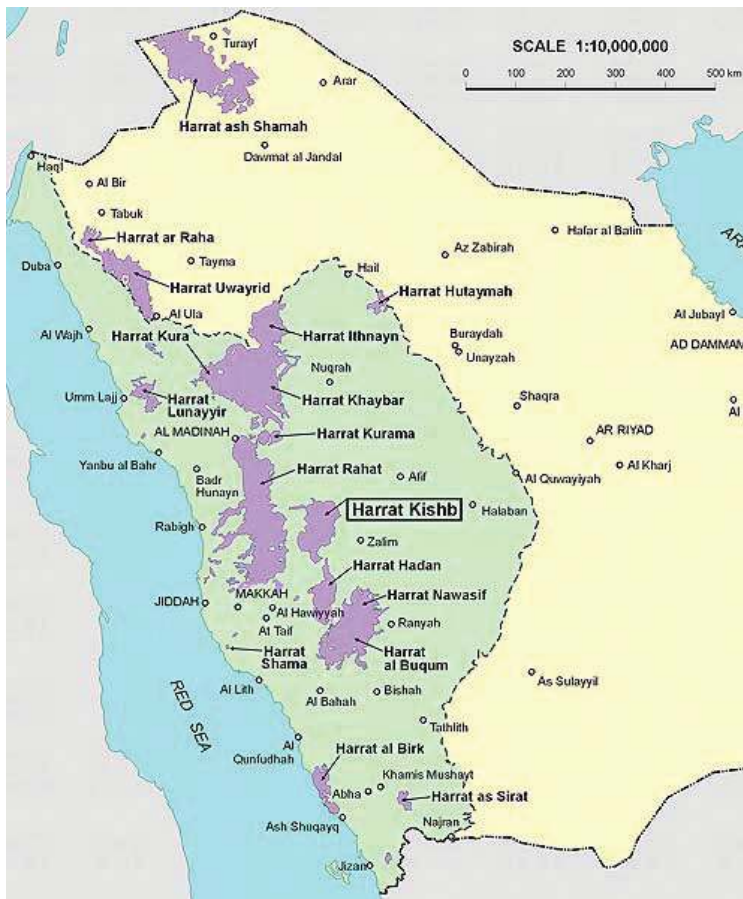 Turayf
SCALE 1:10,000,000
0 100 200 300 400 500 km
Arar
Harrat ash Shamah
Dawmat al Jandal
Haql
Al Bir
Tabuk
Harrat ar Raha
Hafar al Batin
Az Zabirah
Duba
Tayma
Hail
Harrat Uwayrid
Harrat Hutaymah
Al Ula
Al Jubayl
Al Wajh
Harrat Kura
Harrat Ithnayn
Buraydah
AD DAMMAM
Unayzah
Nuqrah
Umm Lajj
Harrat
Lunayyir
Harrat Khaybar
Shaqra
Al
AL MADINAH
Harrat Kurama
AR RIYAD
Yanbu al Bahr
Badr
Hunayn
Harrat Rahat
Afif
Al Quwayiyah
Al Kharj
Harrat Kishb
Halaban
Rabigh
Zalim
Harrat Hadan
JIDDAH
MAKKAH
Al Hawiyyah
Harrat Nawasif
Al Taif
Ranyah
Harrat
Shama
Harrat
al Buqum
As Sulayyil
Al Lith
Al Bahah
Bishah
RED SEA
Tathlith
Al
Qunfudhah
Harrat al Birk
Khamis Mushayt
Abha
Harrat as Sirat
Ash Shuqayq
Najran
Jizan